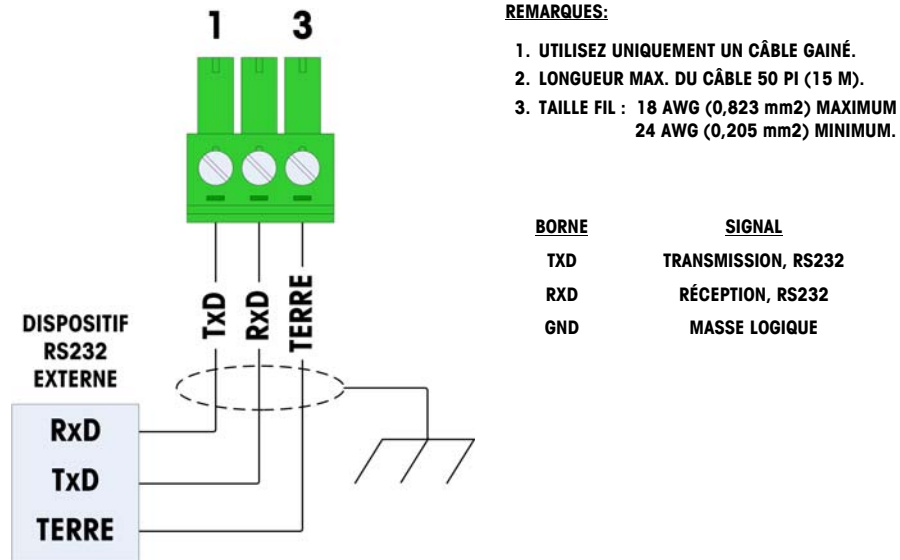 1 3
TxD
RxD
TERRE
DISPOSITIF
RS232
EXTERNE
RxD
TxD
TERRE
REMARQUES:
1. UTILISEZ UNIQUEMENT UN CÂBLE GAINÉ.
2. LONGUEUR MAX. DU CÂBLE 50 PI (15 M).
3. TAILLE FIL : 18 AWG (0,823 mm2) MAXIMUM
24 AWG (0,205 mm2) MINIMUM.
BORNE SIGNAL
TXD TRANSMISSION, RS232
RXD RÉCEPTION, RS232
GND MASSE LOGIQUE